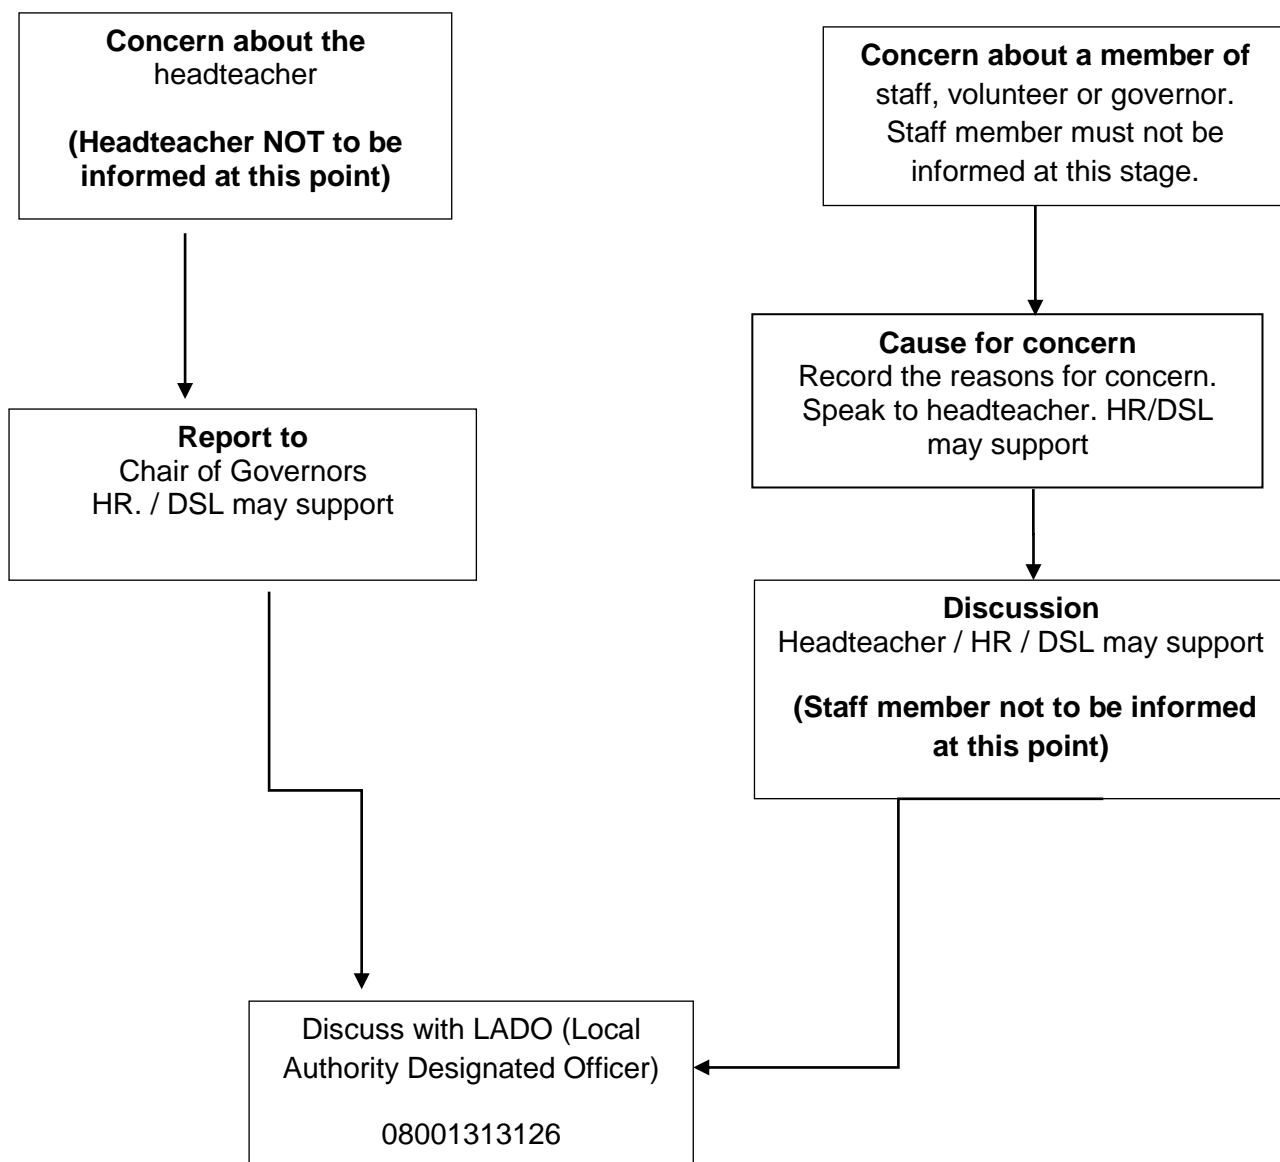 Concern about the
headteacher
(Headteacher NOT to be
informed at this point)
Concern about a member of
staff, volunteer or governor.
Staff member must not be
informed at this stage.
Cause for concern
Record the reasons for concern.
Speak to headteacher. HR/DSL
may support
Report to
Chair of Governors
HR. / DSL may support
Discussion
Headteacher / HR / DSL may support
(Staff member not to be informed
at this point)
Discuss with LADO (Local
Authority Designated Officer)
08001313126